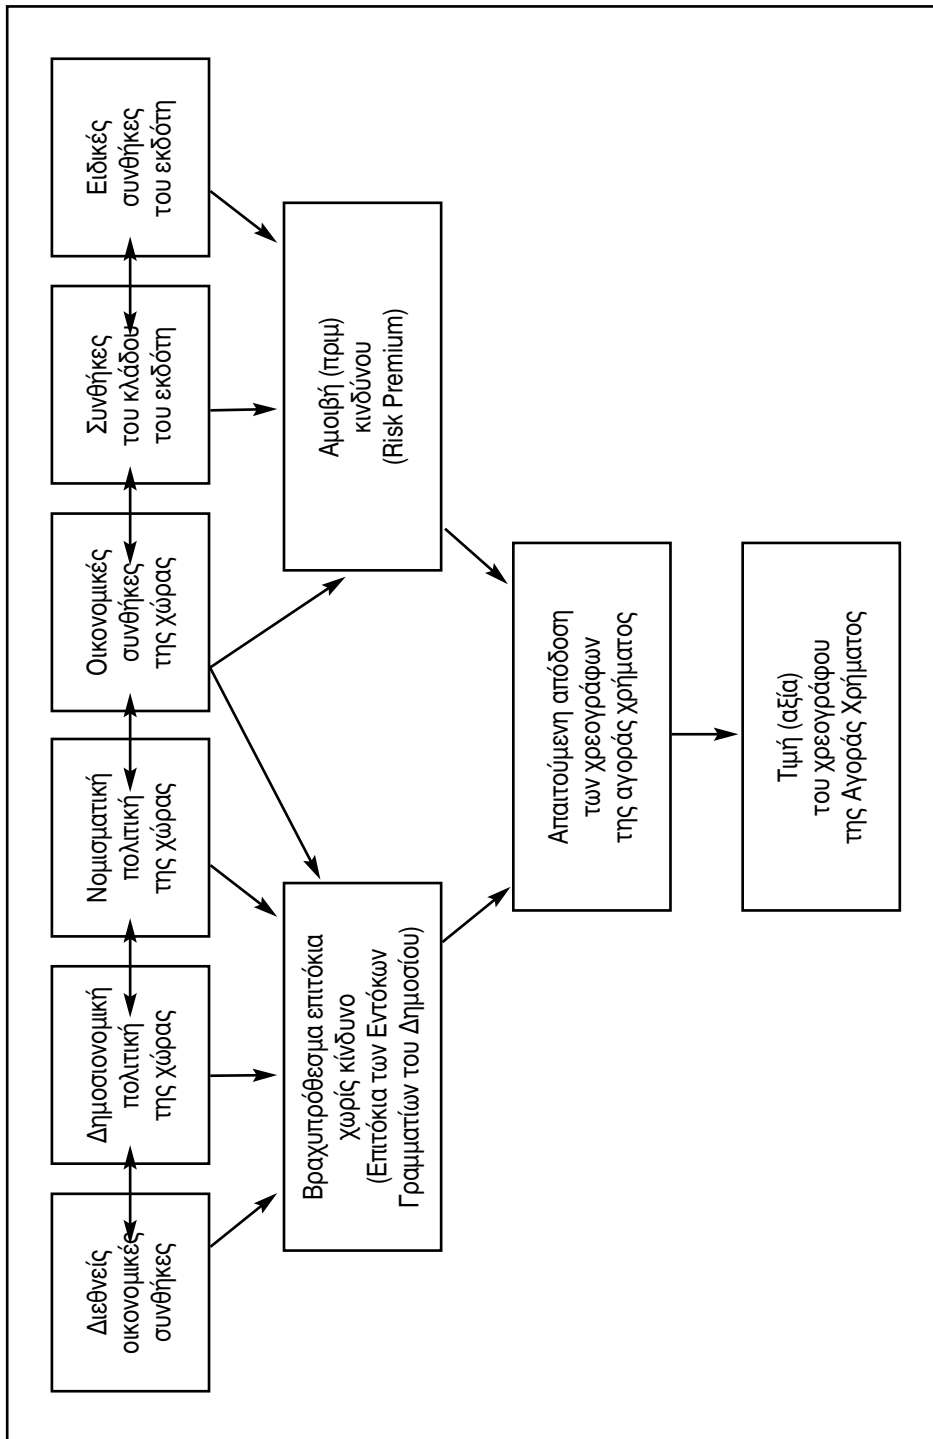 Διεθνείς
οικονομικές
συνθήκες
Δημοσιονομική
πολιτική
της χώρας
Νομισματική
πολιτική
της χώρας
Οικονομικές
συνθήκες
της χώρας
Συνθήκες
του κλάδου
του εκδότη
Ειδικές
συνθήκες
του εκδότη
Βραχυπρόθεσμα επιτόκια
χωρίς κίνδυνο
(Επιτόκια των Εντόκων
Γραμματίων του Δημοσίου)
Αμοιβή (πριμ)
κινδύνου
(Risk Premium)
Απαιτούμενη απόδοση
των χρεογράφων
της αγοράς χρήματος
Τιμή (αξία)
του χρεογράφου
της Αγοράς Χρήματος